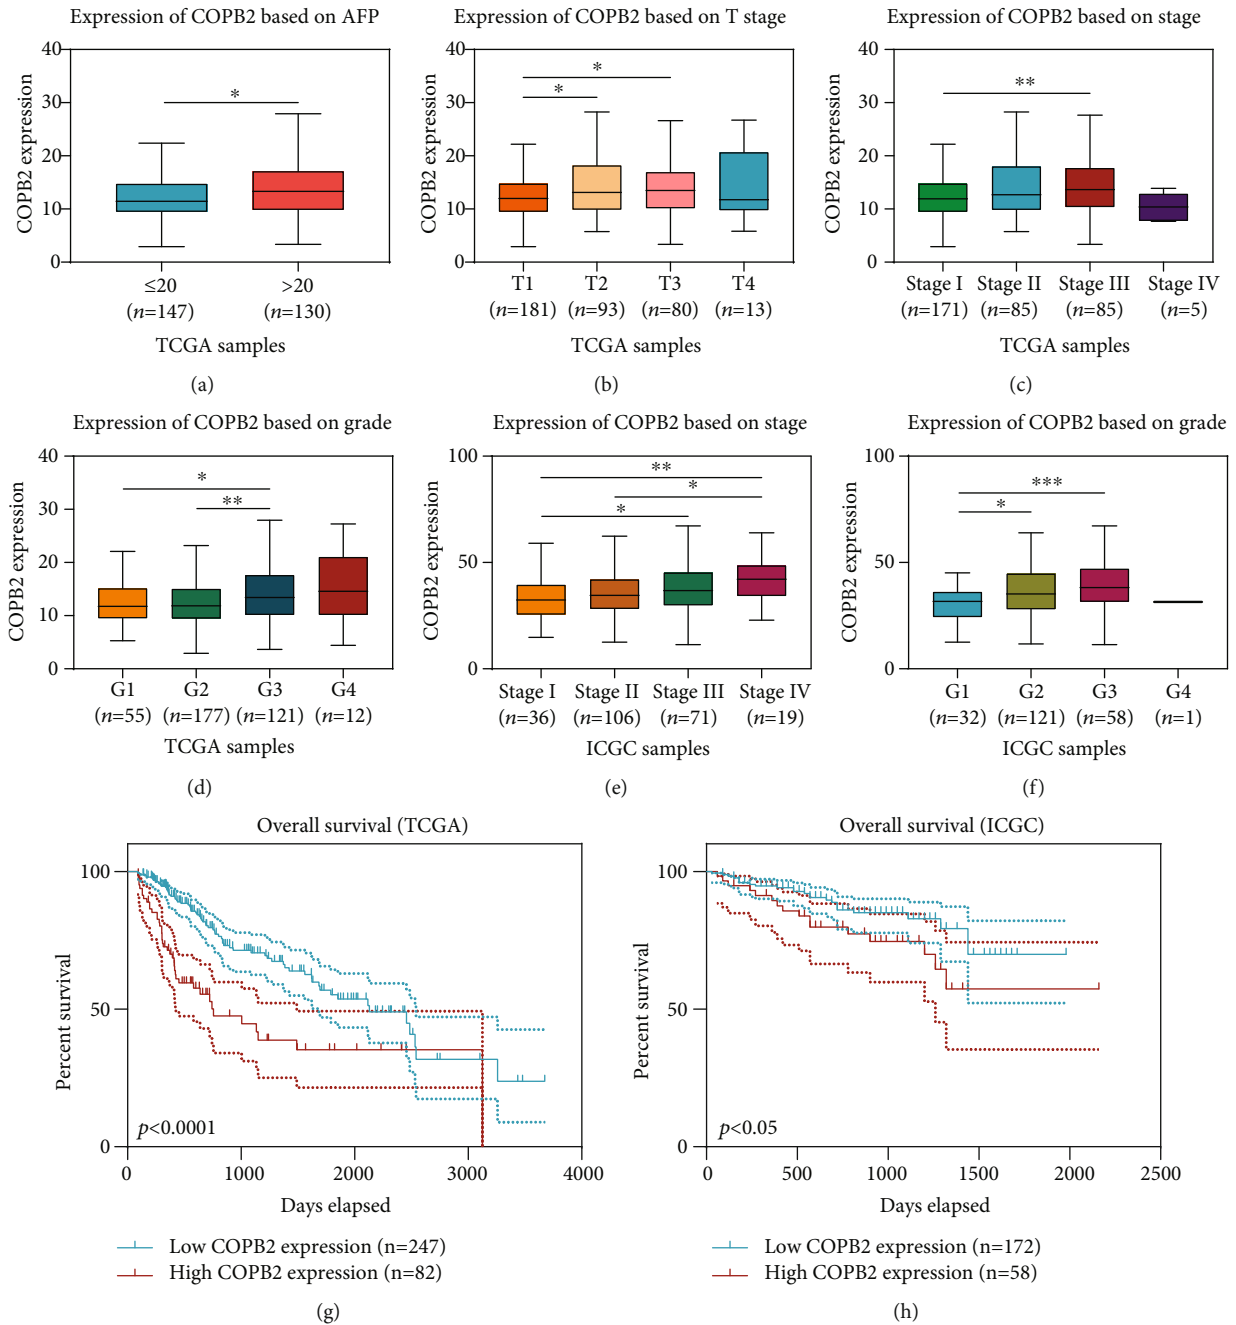 Expression of COPB2 based on AFP
COPB2 expression
40
30
20
10
0
*
≤20
(n=147)
>20
(n=130)
TCGA samples
(a)
Expression of COPB2 based on T stage
COPB2 expression
40
30
20
10
0
*
*
T1
(n=181)
T2
(n=93)
T3
(n=80)
T4
(n=13)
TCGA samples
(b)
Expression of COPB2 based on stage
COPB2 expression
40
30
20
10
0
**
Stage I
(n=171)
Stage II
(n=85)
Stage III
(n=85)
Stage IV
(n=5)
TCGA samples
(c)
Expression of COPB2 based on grade
COPB2 expression
40
30
20
10
0
*
**
G1
(n=55)
G2
(n=177)
G3
(n=121)
G4
(n=12)
TCGA samples
(d)
Expression of COPB2 based on stage
COPB2 expression
100
50
0
**
*
*
Stage I
(n=36)
Stage II
(n=106)
Stage III
(n=71)
Stage IV
(n=19)
ICGC samples
(e)
Expression of COPB2 based on grade
COPB2 expression
100
50
0
***
*
G1
(n=32)
G2
(n=121)
G3
(n=58)
G4
(n=1)
ICGC samples
(f)
Overall survival (TCGA)
Percent survival
100
50
0
p<0.0001
0
1000
2000
3000
4000
Days elapsed
Low COPB2 expression (n=247)
High COPB2 expression (n=82)
(g)
Overall survival (ICGC)
Percent survival
100
50
0
p<0.05
0
500
1000
1500
2000
2500
Days elapsed
Low COPB2 expression (n=172)
High COPB2 expression (n=58)
(h)